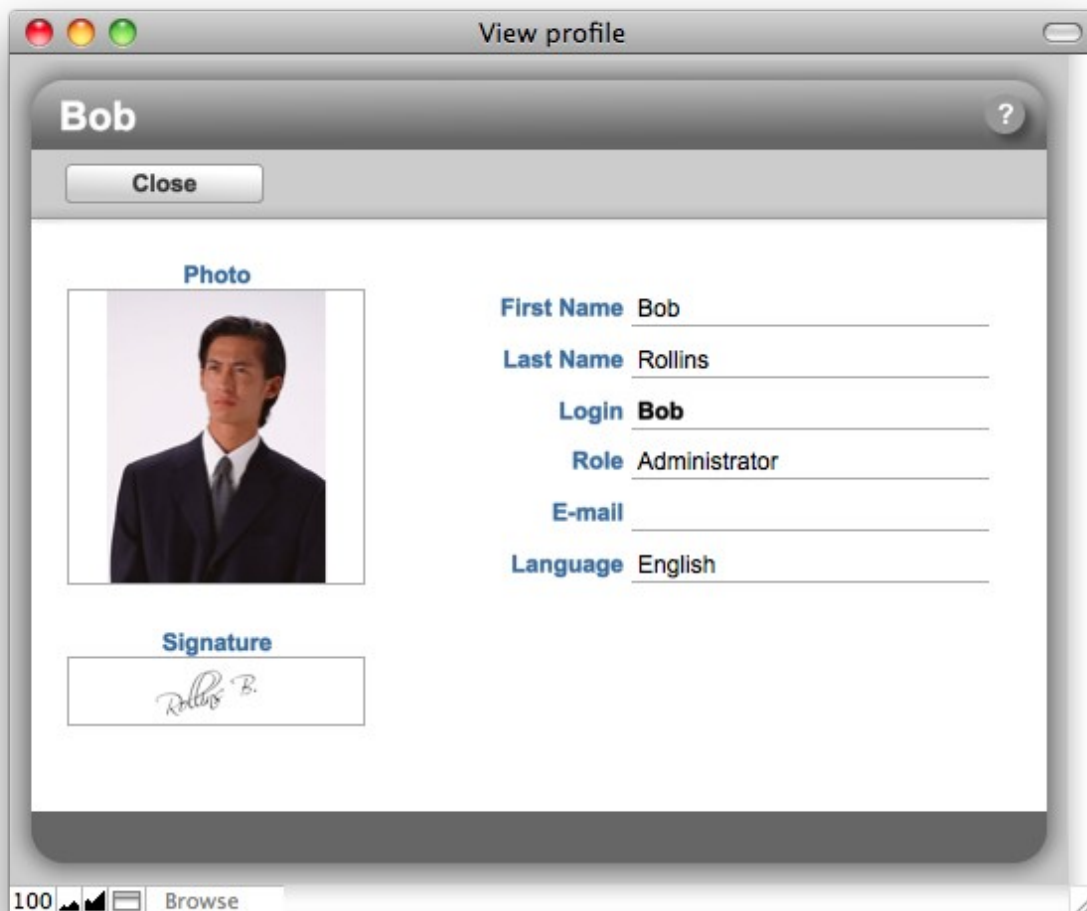 View profile
Bob
?
Close
Photo
First Name Bob
Last Name Rollins
Login Bob
Role Administrator
E-mail
Language English
Signature
Rollins B.
100 Browse